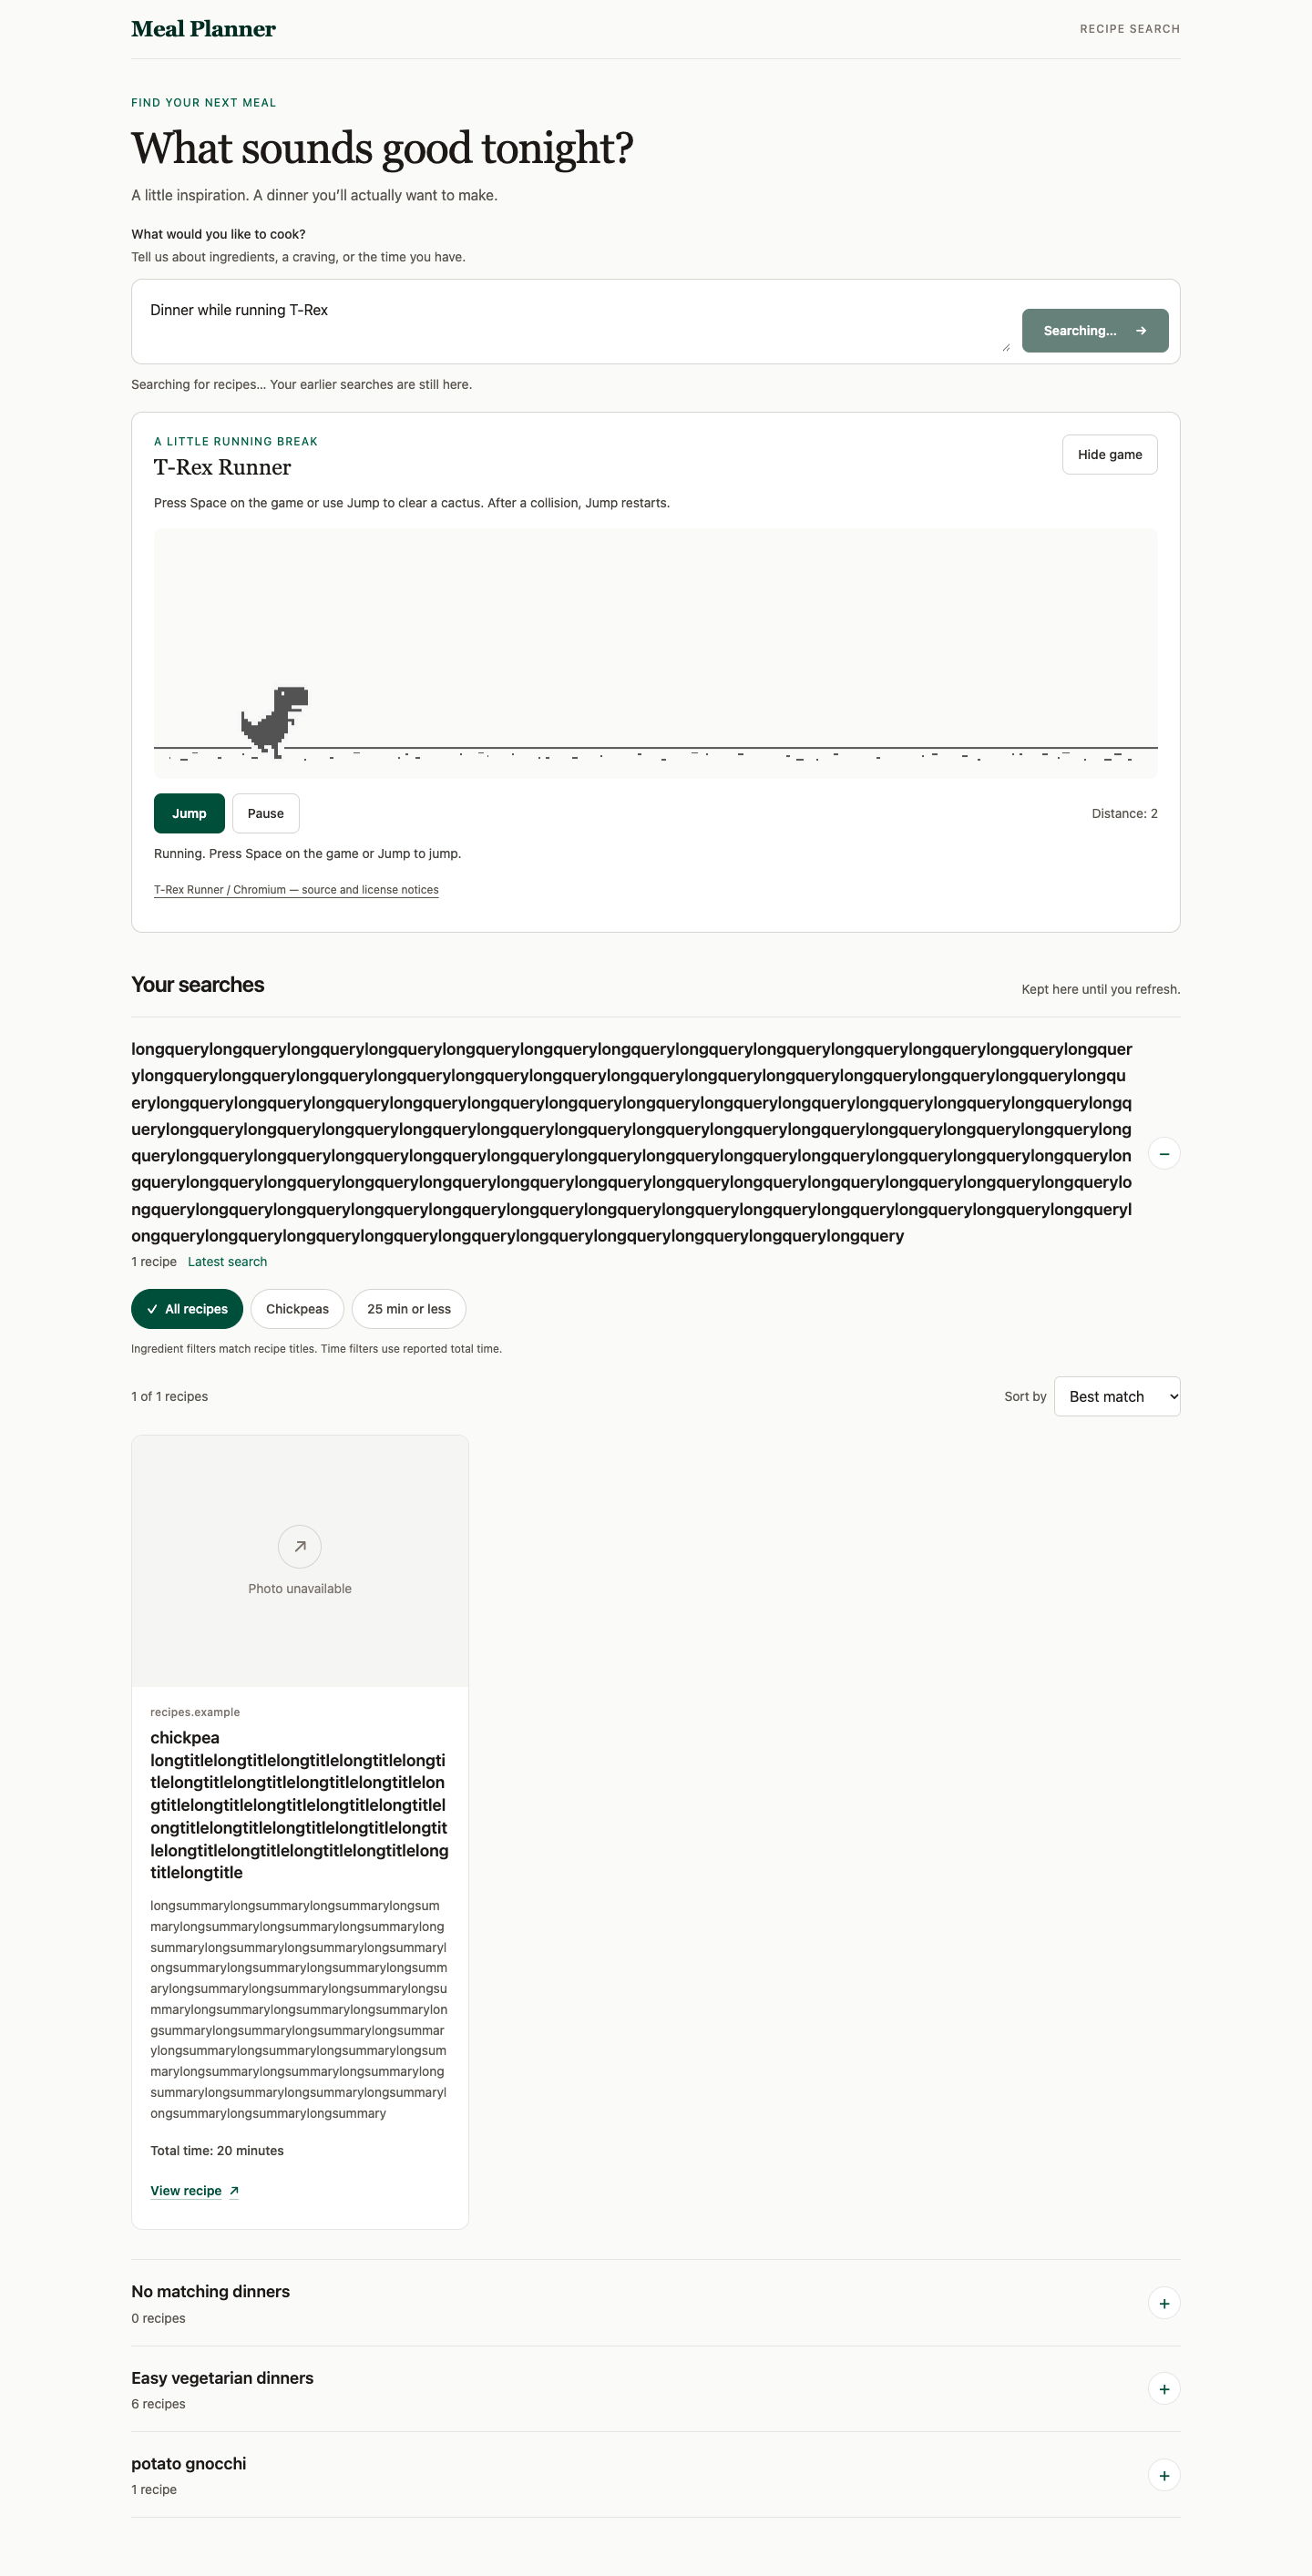 Meal Planner
RECIPE SEARCH
FIND YOUR NEXT MEAL
What sounds good tonight?
A little inspiration. A dinner you’ll actually want to make.
What would you like to cook?
Tell us about ingredients, a craving, or the time you have.
Dinner while running T-Rex
Searching...
Searching for recipes... Your earlier searches are still here.
A LITTLE RUNNING BREAK
T-Rex Runner
Hide game
Press Space on the game or use Jump to clear a cactus. After a collision, Jump restarts.
Jump
Pause
Distance: 2
Running. Press Space on the game or Jump to jump.
T-Rex Runner / Chromium — source and license notices
Your searches
Kept here until you refresh.
longquerylongquerylongquerylongquerylongquerylongquerylongquerylongquerylongquerylongquerylongquerylongquerylongquer
ylongquerylongquerylongquerylongquerylongquerylongquerylongquerylongquerylongquerylongquerylongquerylongquerylongqu
erylongquerylongquerylongquerylongquerylongquerylongquerylongquerylongquerylongquerylongquerylongquerylongquerylongq
uerylongquerylongquerylongquerylongquerylongquerylongquerylongquerylongquerylongquerylongquerylongquerylongquerylong
querylongquerylongquerylongquerylongquerylongquerylongquerylongquerylongquerylongquerylongquerylongquerylongquerylon
gquerylongquerylongquerylongquerylongquerylongquerylongquerylongquerylongquerylongquerylongquerylongquerylongquerylo
ngquerylongquerylongquerylongquerylongquerylongquerylongquerylongquerylongquerylongquerylongquerylongquerylongqueryl
ongquerylongquerylongquerylongquerylongquerylongquerylongquerylongquerylongquerylongquery
1 recipe Latest search
All recipes
Chickpeas
25 min or less
Ingredient filters match recipe titles. Time filters use reported total time.
1 of 1 recipes
Sort by
Best match
Photo unavailable
recipes.example
chickpea
longtitlelongtitlelongtitlelongtitlelongti
tlelongtitlelongtitlelongtitlelongtitlelon
gtitlelongtitlelongtitlelongtitlelongtitlel
ongtitlelongtitlelongtitlelongtitlelongtit
lelongtitlelongtitlelongtitlelongtitlelong
titlelongtitle
longsummarylongsummarylongsummarylongsum
marylongsummarylongsummarylongsummarylong
summarylongsummarylongsummarylongsummaryl
ongsummarylongsummarylongsummarylongsumm
arylongsummarylongsummarylongsummarylongsu
mmarylongsummarylongsummarylongsummarylon
gsummarylongsummarylongsummarylongsummar
ylongsummarylongsummarylongsummarylongsum
marylongsummarylongsummarylongsummarylong
summarylongsummarylongsummarylongsummaryl
ongsummarylongsummarylongsummary
Total time: 20 minutes
View recipe
No matching dinners
0 recipes
Easy vegetarian dinners
6 recipes
potato gnocchi
1 recipe